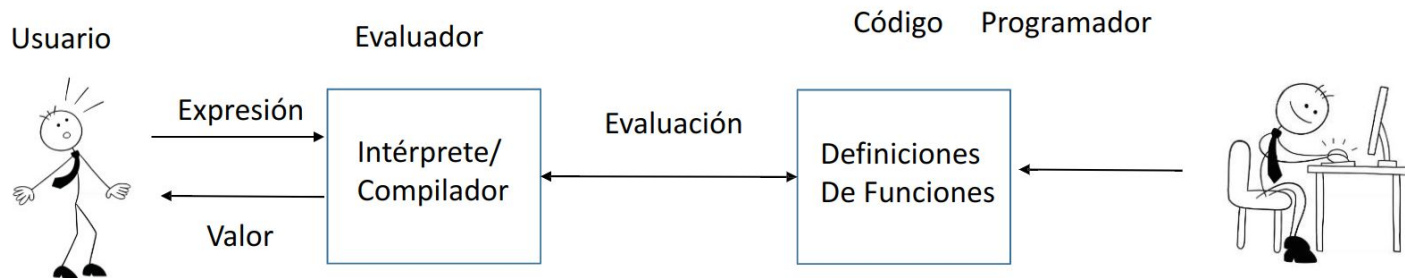 Usuario
Evaluador
Código Programador
Expresión
Evaluación
Intérprete/
Compilador
Definiciones
De Funciones
Valor